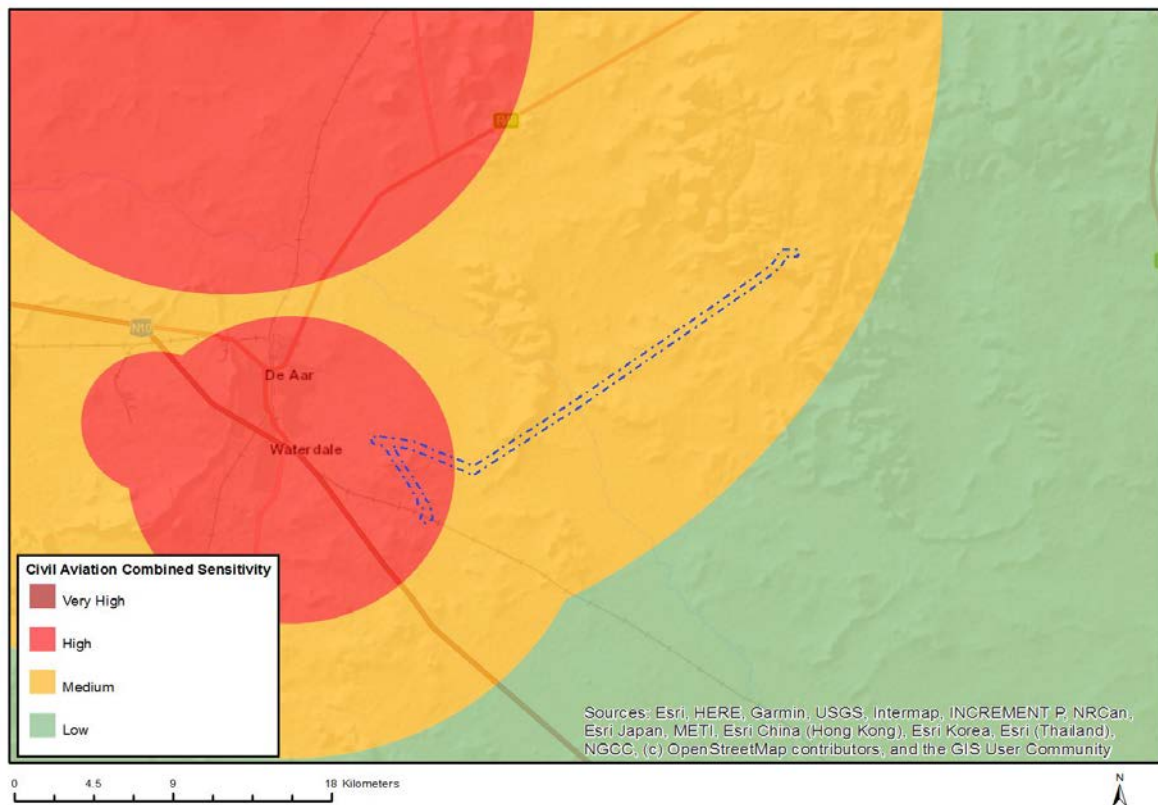 De Aar
Waterdale
Civil Aviation Combined Sensitivity
Very High
High
Medium
Low
Sources: Esri, HERE, Garmin, USGS, Intermap, INCREMENT P, NRCan,
Esri Japan, METI, Esri China (Hong Kong), Esri Korea, Esri (Thailand),
NGCC, (c) OpenStreetMap contributors, and the GIS User Community
0 4.5 9 18 Kilometers
N